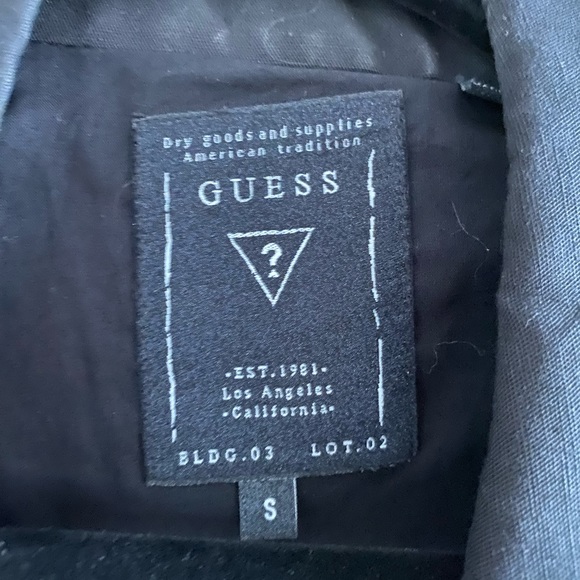 Dry goods and supplies
American tradition
GUESS
?
-EST.1981-
Los Angeles
-California-
BLDG.03 LOT.02
S